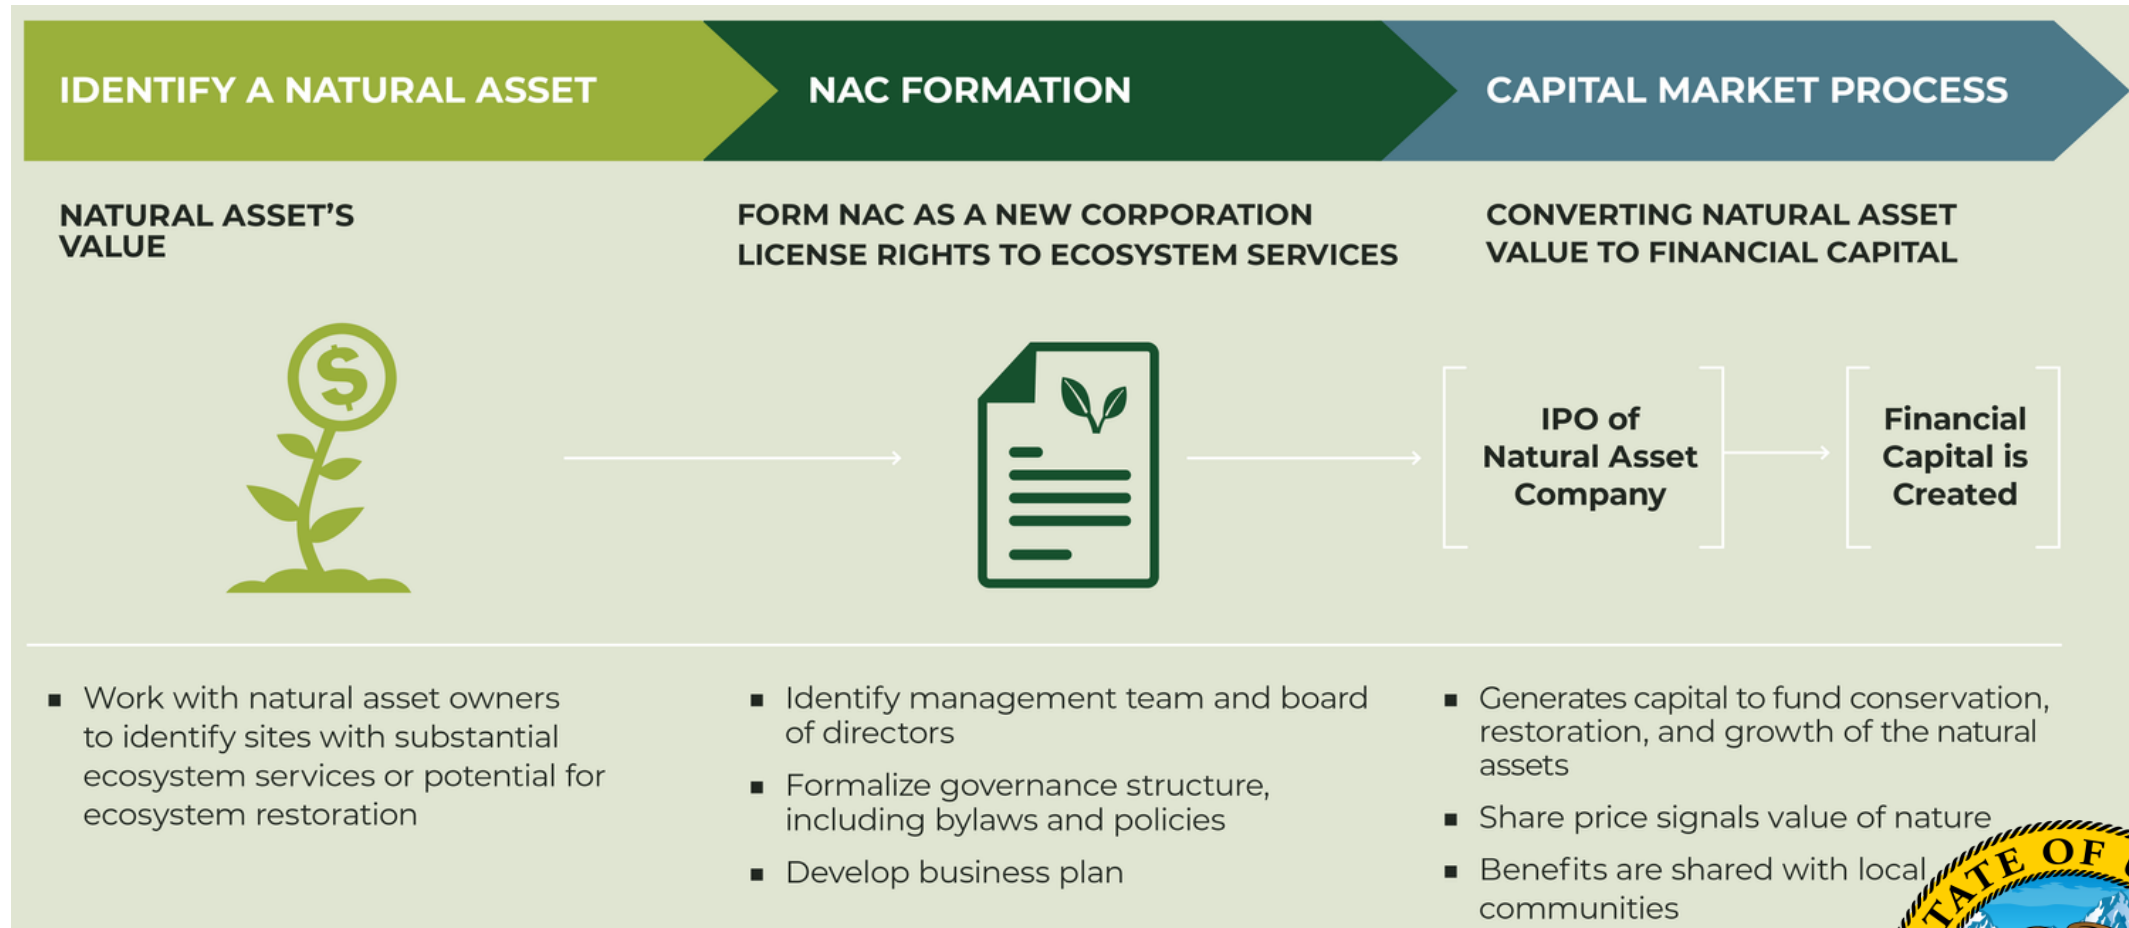 IDENTIFY A NATURAL ASSET
NAC FORMATION
CAPITAL MARKET PROCESS
NATURAL ASSET'S
VALUE
FORM NAC AS A NEW CORPORATION
LICENSE RIGHTS TO ECOSYSTEM SERVICES
CONVERTING NATURAL ASSET
VALUE TO FINANCIAL CAPITAL
$
IPO of
Natural Asset
Company
Financial
Capital is
Created
▪ Work with natural asset owners
to identify sites with substantial
ecosystem services or potential for
ecosystem restoration
▪ Identify management team and board
of directors
▪ Formalize governance structure,
including bylaws and policies
▪ Develop business plan
▪ Generates capital to fund conservation,
restoration, and growth of the natural
assets
▪ Share price signals value of nature
▪ Benefits are shared with local
communities
STATE OF